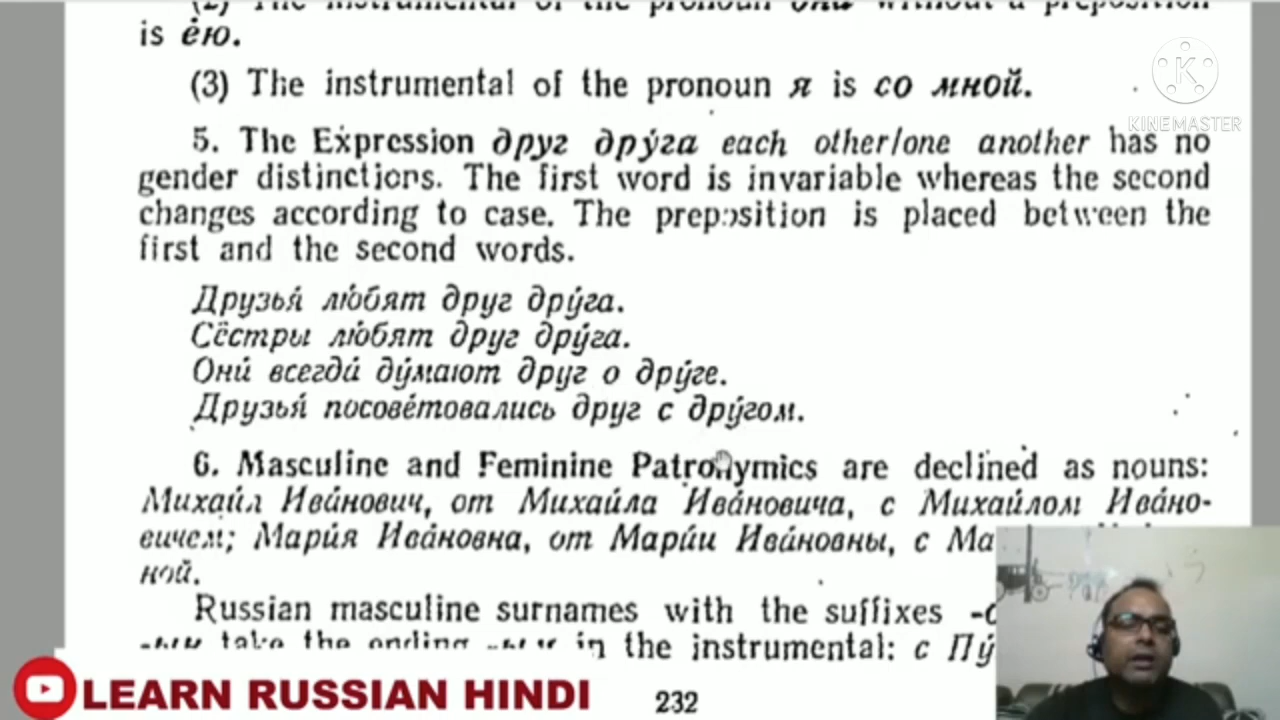 is éю.
(3) The instrumental of the pronoun я is со мной.
KINEMASTER
5. The Expression друг дру́га each other/one another has no
gender distinctions. The first word is invariable whereas the second
changes according to case. The preposition is placed between the
first and the second words.
Друзья́ лю́бят друг дру́га.
Сёстры лю́бят друг дру́га.
Они́ всегда́ ду́мают друг о дру́ге.
Друзья́ посове́товались друг с дру́гом.
6. Masculine and Feminine Patronymics are declined as nouns:
Михаи́л Ива́нович, от Михаи́ла Ива́новича, с Михаи́лом Ива́но-
вичем; Мари́я Ива́новна, от Мари́и Ива́новны, с
ной.
Russian masculine surnames with the suffixes
take the ending in the instrumental: с
LEARN RUSSIAN HINDI
232